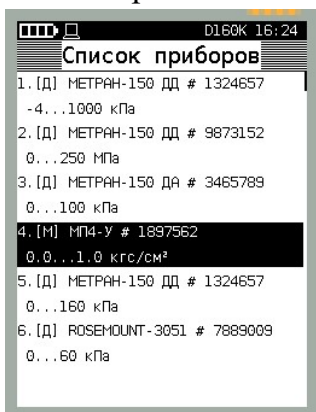 D160K 16:24
Список приборов
1.[Д] МЕТРАН-150 ДД # 1324657
-4...1000 кПа
2.[Д] МЕТРАН-150 ДД # 9873152
0...250 МПа
3.[Д] МЕТРАН-150 ДА # 3465789
0...100 кПа
4.[М] МП4-У # 1897562
0.0...1.0 кгс/см²
5.[Д] МЕТРАН-150 ДД # 1324657
0...160 кПа
6.[Д] ROSEMOUNT-3051 # 7889009
0...60 кПа